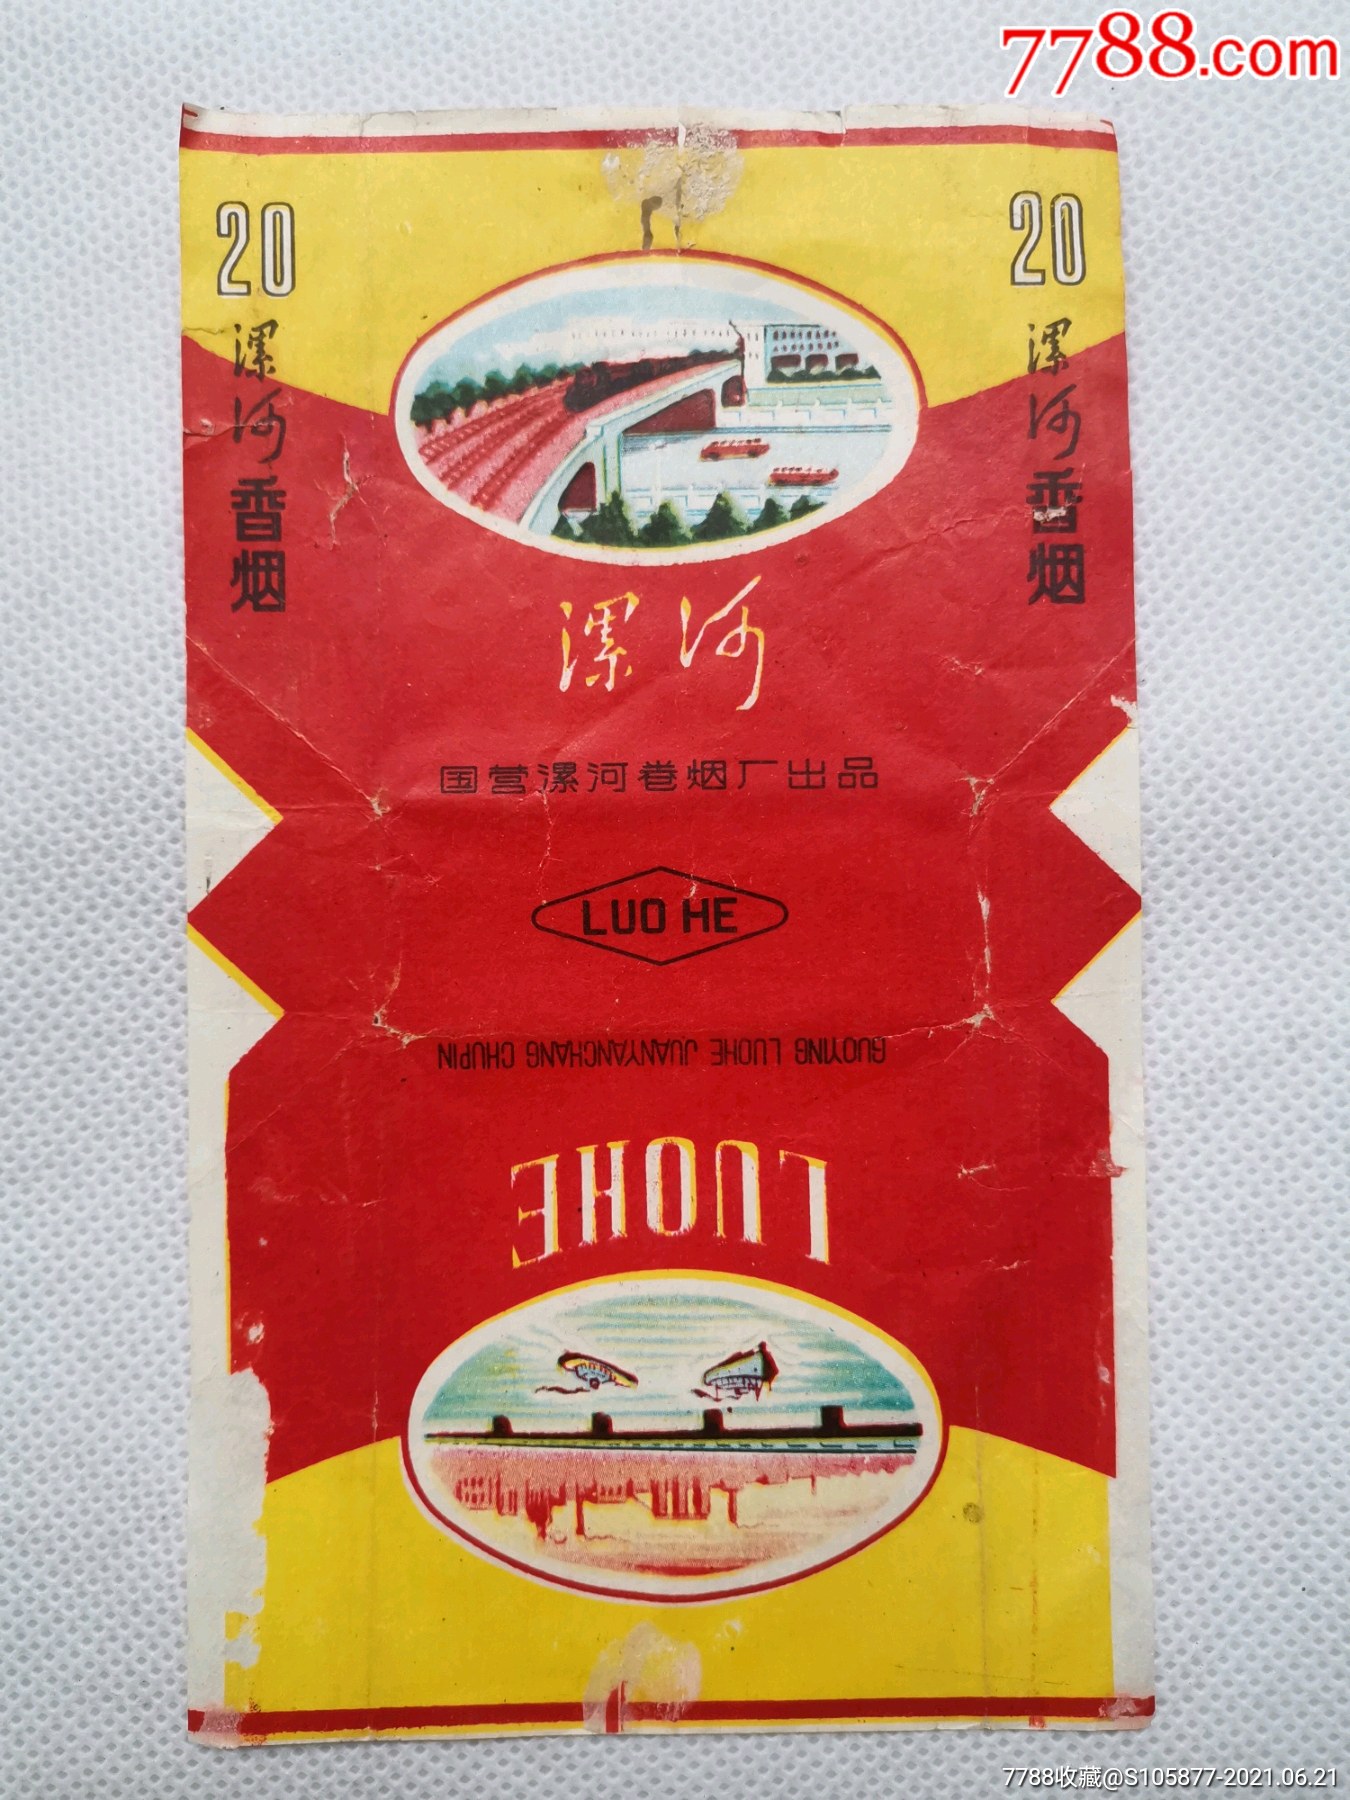 7788.com
20
漯河香烟
20
漯河香烟
漯河
国营漯河卷烟厂出品
LUO HE
GUOYING LUOHE JUANYANCHANG CHUPIN
LUOHE
7788收藏@S105877-2021.06.21